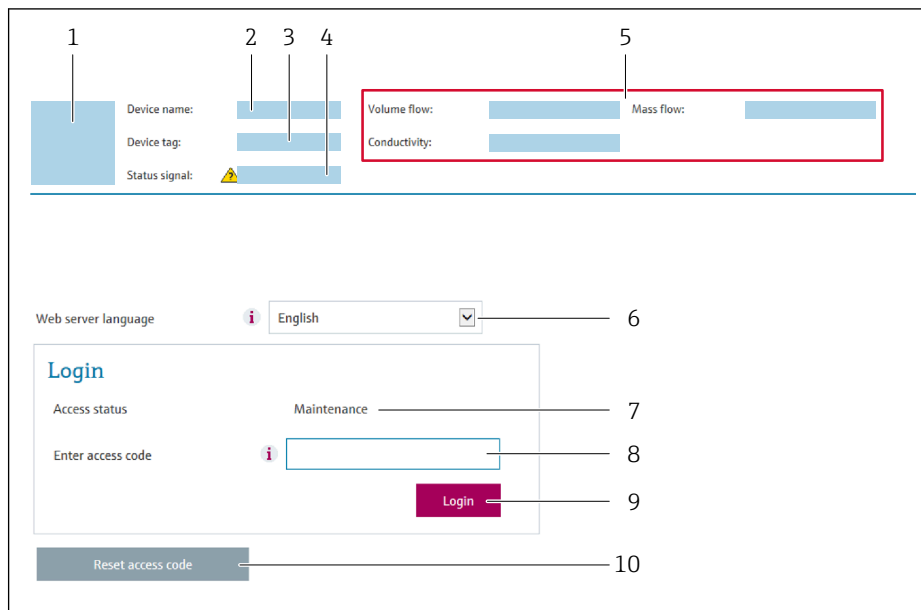 1 2 3 4 5
Device name: Volume flow: Mass flow:
Device tag: Conductivity:
Status signal: ?
Web server language i English 6
Login
Access status Maintenance 7
Enter access code i 8
Login 9
Reset access code 10